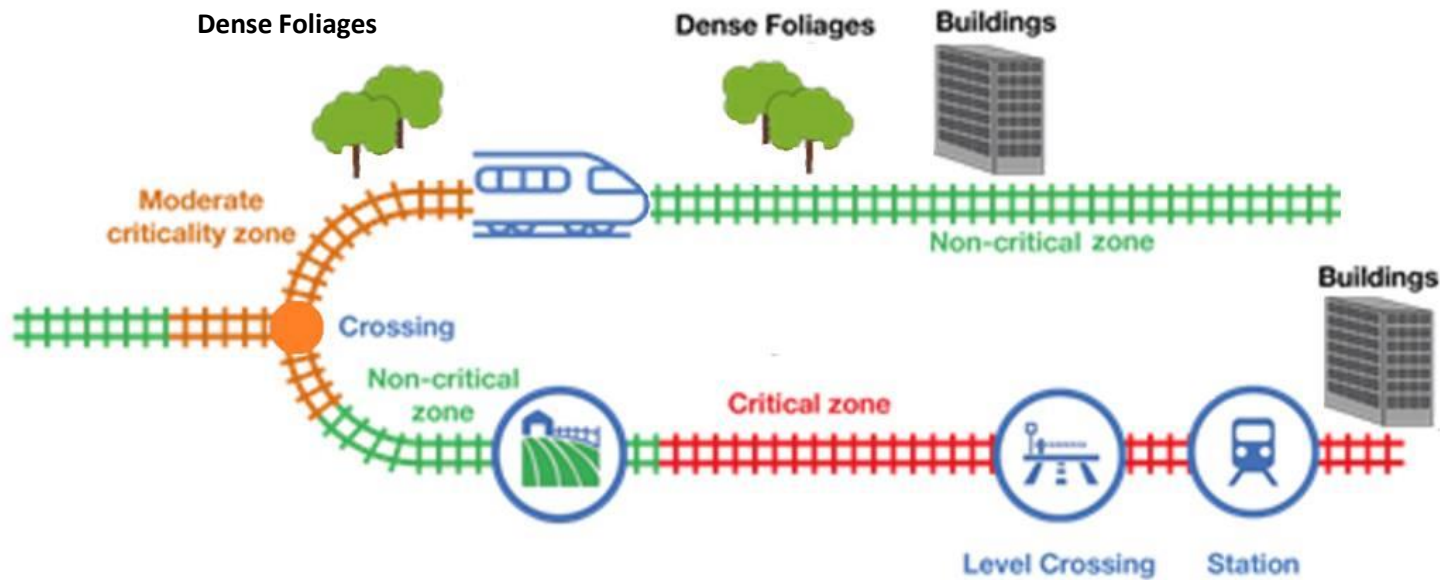 Dense Foliages
Dense Foliages
Buildings
Moderate
criticality zone
Non-critical zone
Buildings
Crossing
Non-critical
zone
Critical zone
Level Crossing
Station